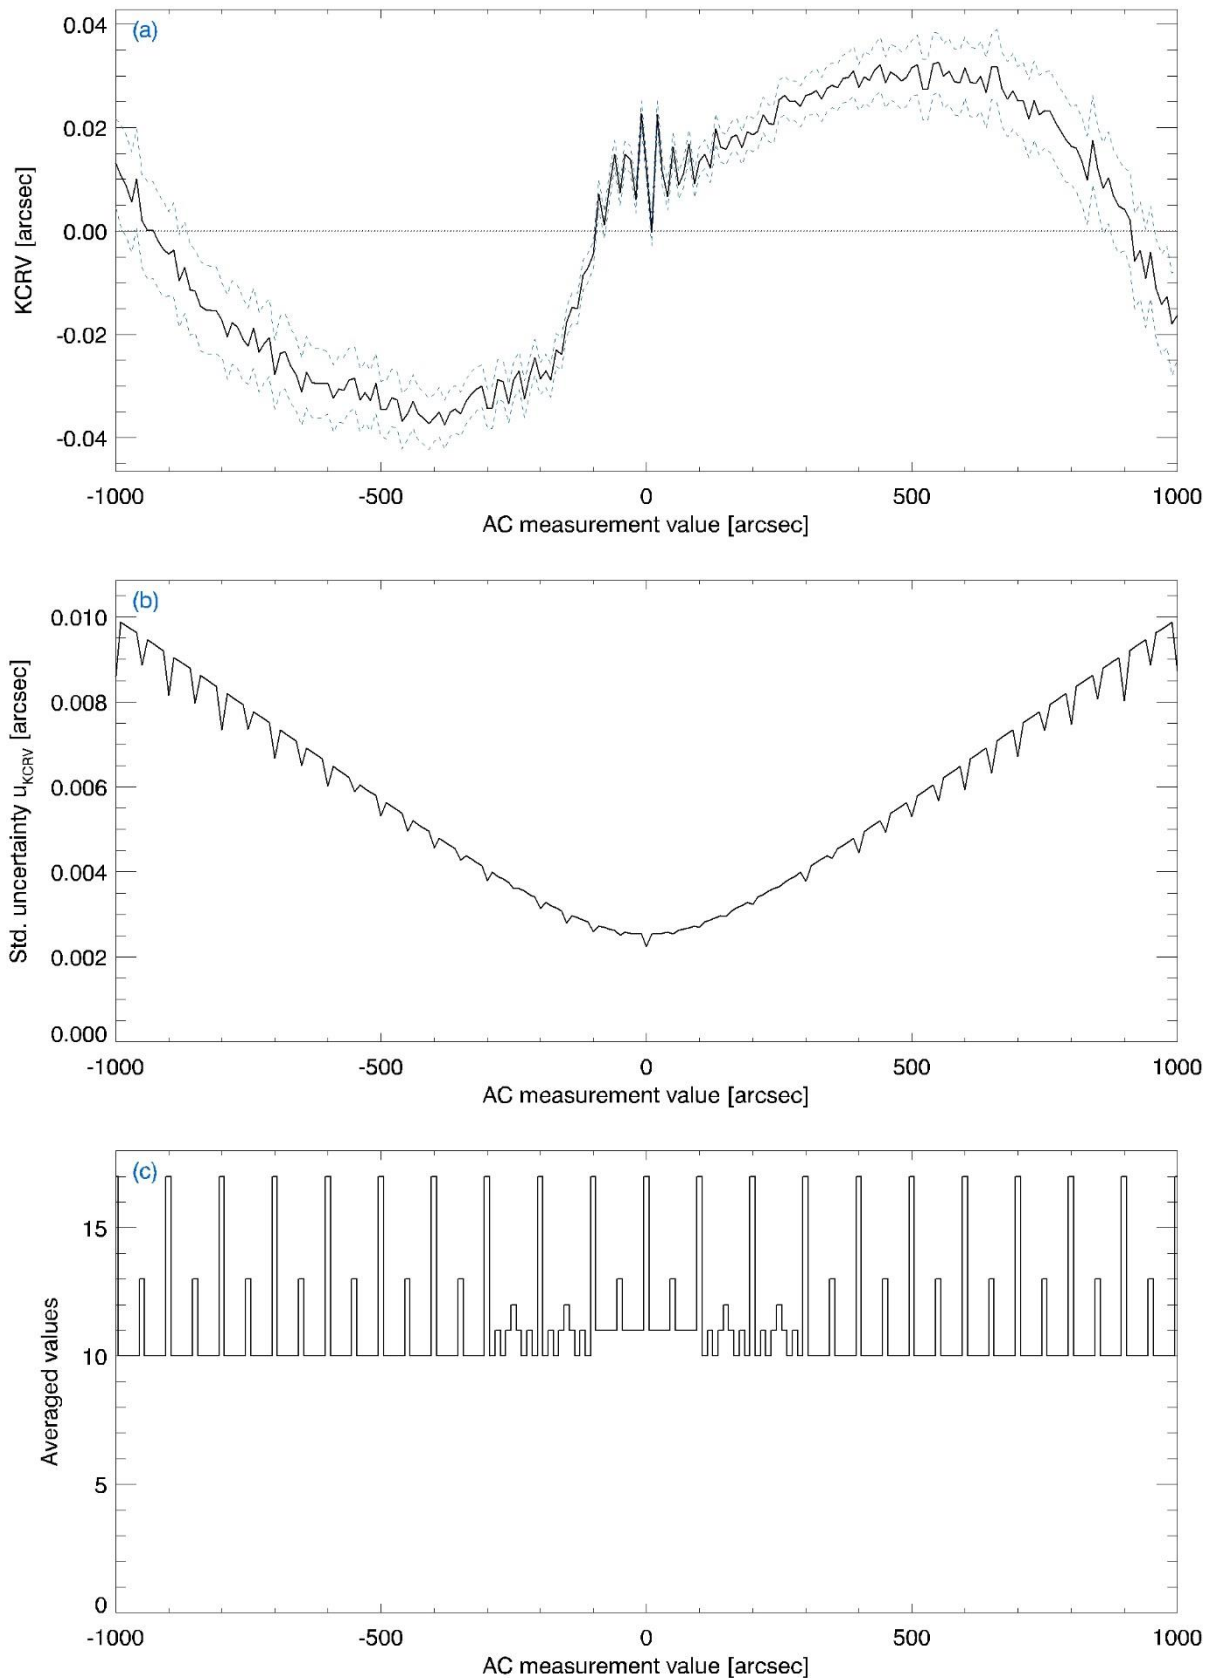 (a)
KCRV [arcsec]
0.04
0.02
0.00
-0.02
-0.04
-1000 -500 0 500 1000
AC measurement value [arcsec]
(b)
Std. uncertainty uKCRV [arcsec]
0.010
0.008
0.006
0.004
0.002
0.000
-1000 -500 0 500 1000
AC measurement value [arcsec]
(c)
Averaged values
15
10
5
0
-1000 -500 0 500 1000
AC measurement value [arcsec]